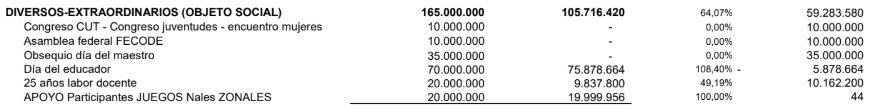 DIVERSOS-EXTRAORDINARIOS (OBJETO SOCIAL) 165.000.000 105.716.420 64,07% 59.283.580
Congreso CUT - Congreso juventudes - encuentro mujeres 10.000.000 - 0,00% 10.000.000
Asamblea federal FECODE 10.000.000 - 0,00% 10.000.000
Obsequio día del maestro 35.000.000 - 0,00% 35.000.000
Día del educador 70.000.000 75.878.664 108,40% - 5.878.664
25 años labor docente 20.000.000 9.837.800 49,19% 10.162.200
APOYO Participantes JUEGOS Nales ZONALES 20.000.000 19.999.956 100,00% 44